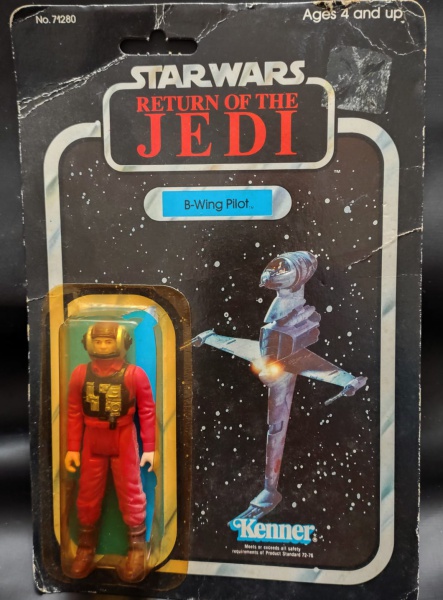 No. 71280
Ages 4 and up
STAR WARS
RETURN OF THE
JEDI
TM
B-Wing Pilot
Kenner
Meets or exceeds all safety
requirements of Product Standard 72-76